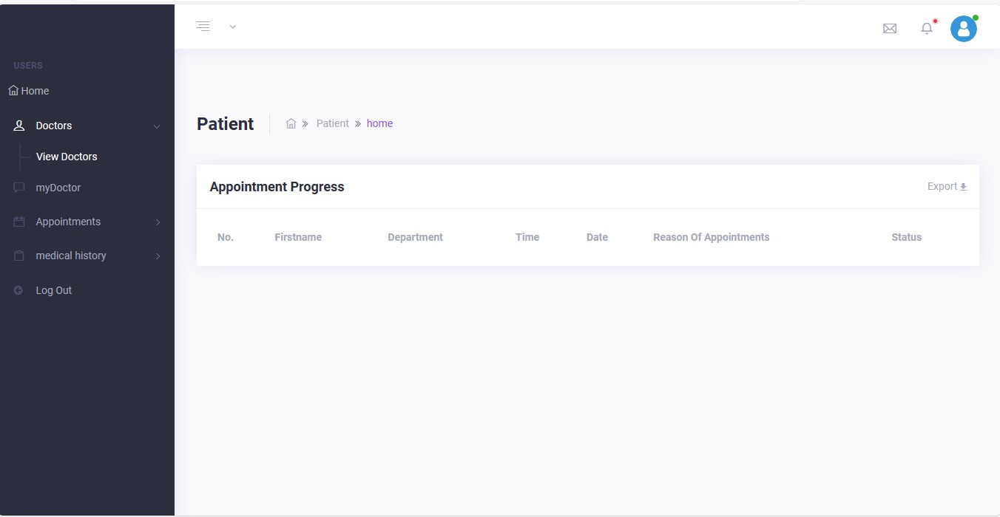 USERS
Home
Doctors
View Doctors
myDoctor
Appointments
medical history
Log Out
Patient
Patient
home
Appointment Progress
Export
No. Firstname Department Time Date Reason Of Appointments Status